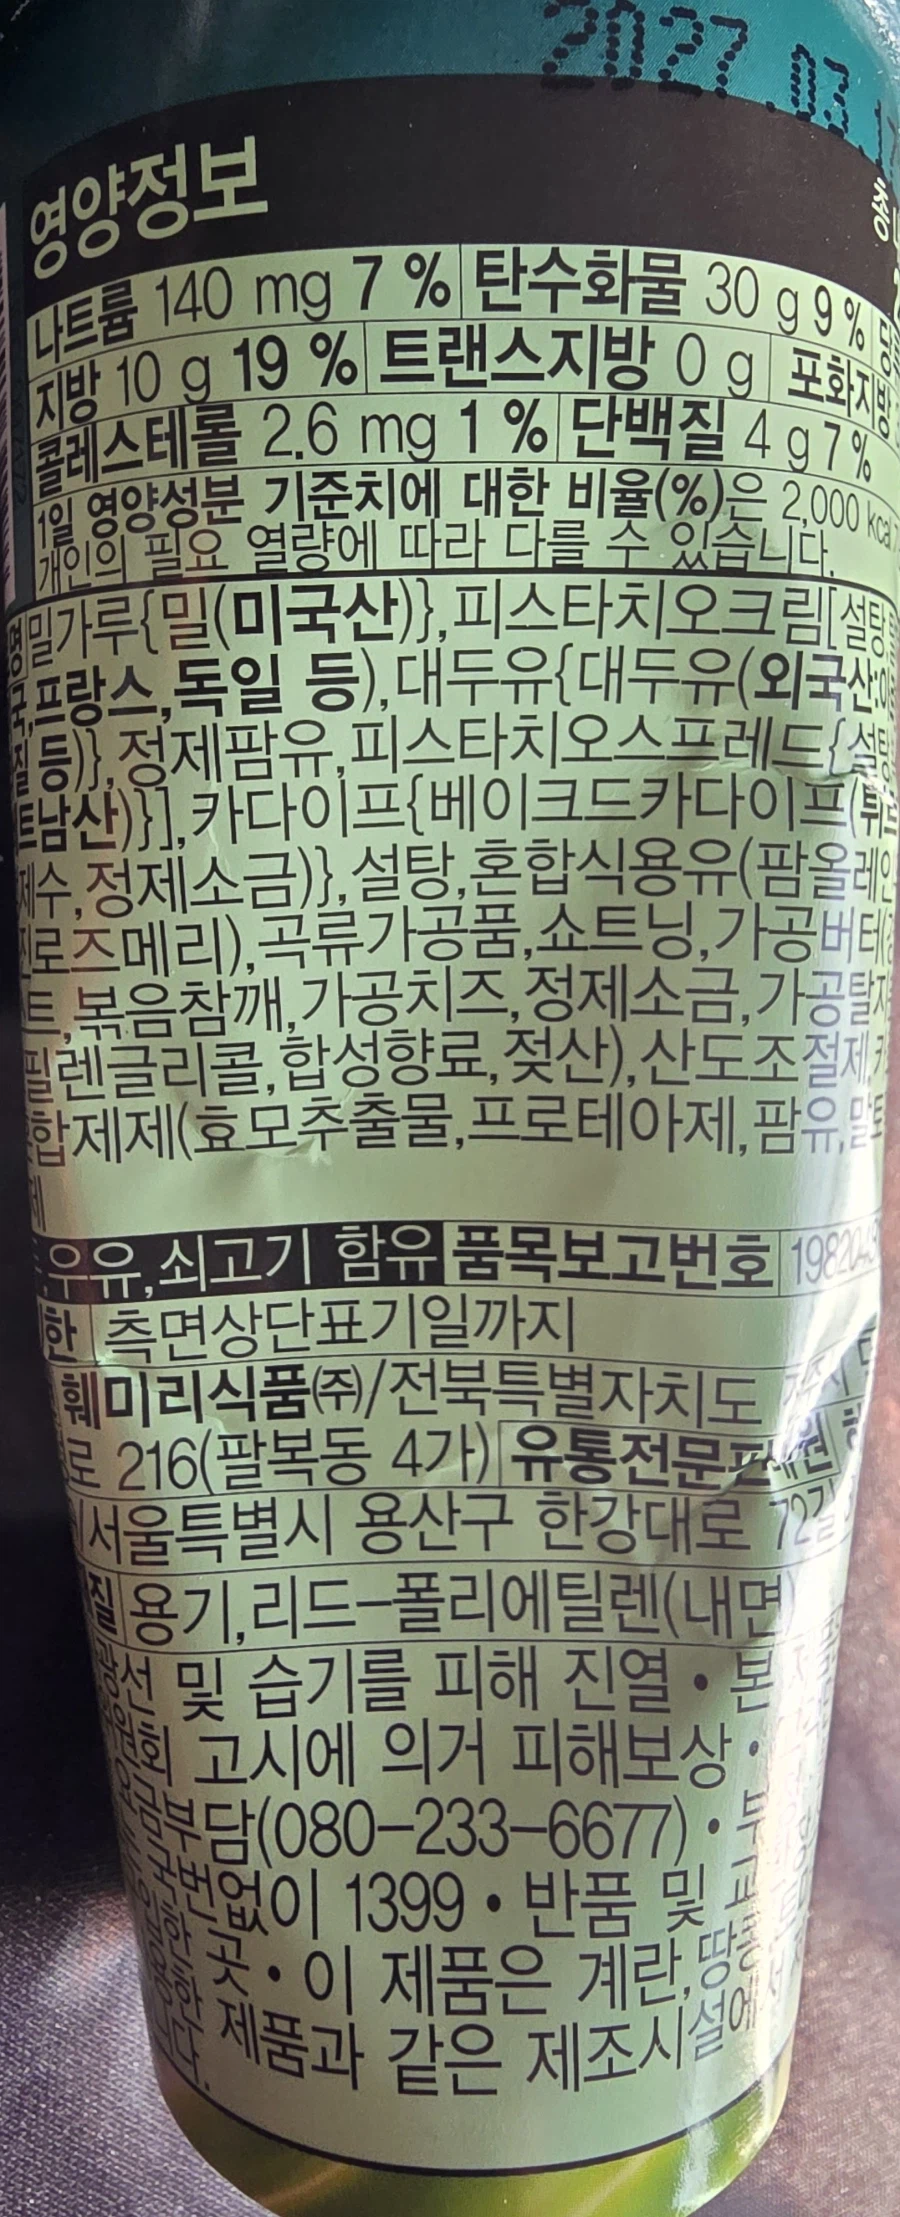 2027.03.1
영양정보
나트륨 140 mg 7 % 탄수화물 30 g 9 %
지방 10 g 19 % 트랜스지방 0 g 포화지방
콜레스테롤 2.6 mg 1 % 단백질 4 g 7 %
1일 영양성분 기준치에 대한 비율(%)은 2,000 kcal
개인의 필요 열량에 따라 다를 수 있습니다.
밀가루{밀(미국산)},피스타치오크림[설탕
국,프랑스,독일 등),대두유{대두유(외국산:
질 등)},정제팜유,피스타치오스프레드{설탕
트남산)}],카다이프{베이크드카다이프(튀르
제수,정제소금)},설탕,혼합식용유(팜올레인
로즈메리),곡류가공품,쇼트닝,가공버터(
트,볶음참깨,가공치즈,정제소금,가공탈지
필렌글리콜,합성향료,젖산),산도조절제,
합제제(효모추출물,프로테아제,팜유,말토
제
,우유,쇠고기 함유 품목보고번호 198204
한 측면상단표기일까지
훼미리식품㈜/전북특별자치도
로 216(팔복동 4가) 유통전문판매원
서울특별시 용산구 한강대로 72길
질 용기,리드-폴리에틸렌(내면)
광선 및 습기를 피해 진열 • 본
위원회 고시에 의거 피해보상 •
요금부담(080-233-6677) •
국번없이 1399 • 반품 및
곳 • 이 제품은 계란,땅콩
제품과 같은 제조시설에서
니다.